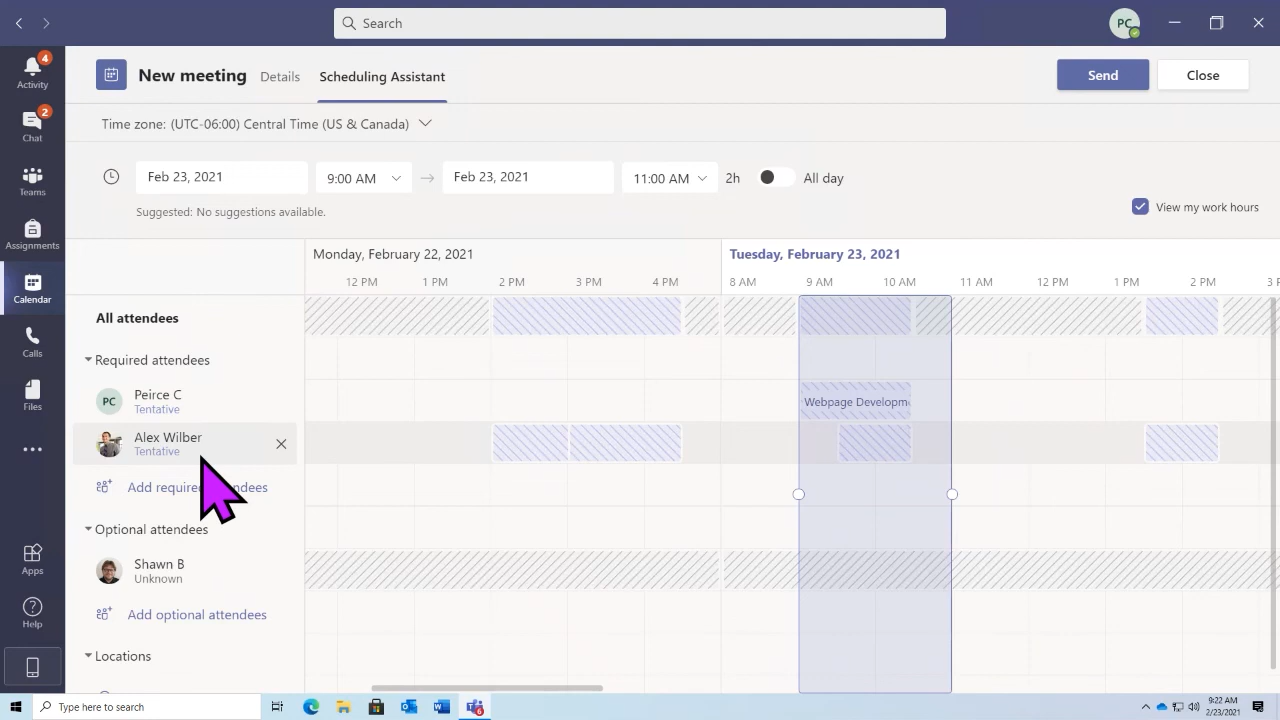 Search
PC
4
Activity
2
Chat
Teams
Assignments
Calendar
Calls
Files
Apps
Help
New meeting
Details
Scheduling Assistant
Send
Close
Time zone: (UTC-06:00) Central Time (US & Canada)
Feb 23, 2021
9:00 AM
Feb 23, 2021
11:00 AM
2h
All day
Suggested: No suggestions available.
View my work hours
Monday, February 22, 2021
Tuesday, February 23, 2021
12 PM
1 PM
2 PM
3 PM
4 PM
8 AM
9 AM
10 AM
11 AM
12 PM
1 PM
2 PM
3 P
All attendees
Required attendees
PC
Peirce C
Tentative
Webpage Developm
Alex Wilber
Tentative
Add require endees
Optional attendees
Shawn B
Unknown
Add optional attendees
Locations
Type here to search
6
9:22 AM
2/23/2021